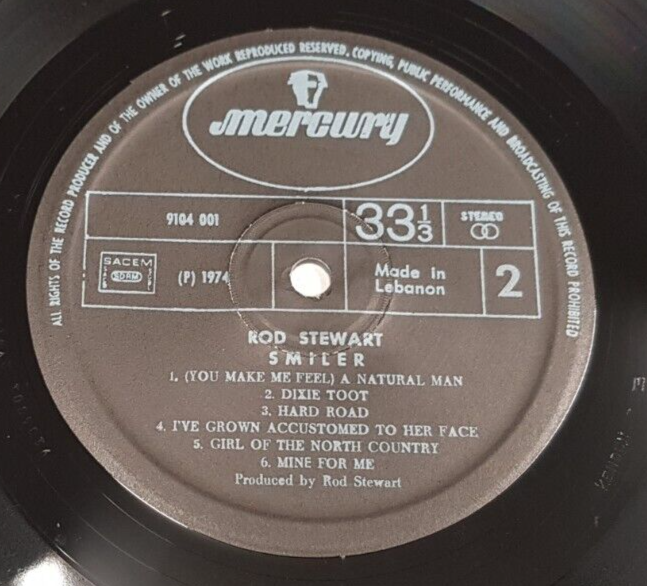 ALL RIGHTS OF THE RECORD PRODUCER AND OF THE OWNER OF THE WORK REPRODUCED RESERVED. COPYING, PUBLIC PERFORMANCE AND BROADCASTING OF THIS RECORD PROHIBITED
mercury
9104 001
33 1/3
STEREO
SACEM
(P) 1974
Made in
Lebanon
2
ROD STEWART
SMILER
1. (YOU MAKE ME FEEL) A NATURAL MAN
2. DIXIE TOOT
3. HARD ROAD
4. I'VE GROWN ACCUSTOMED TO HER FACE
5. GIRL OF THE NORTH COUNTRY
6. MINE FOR ME
Produced by Rod Stewart